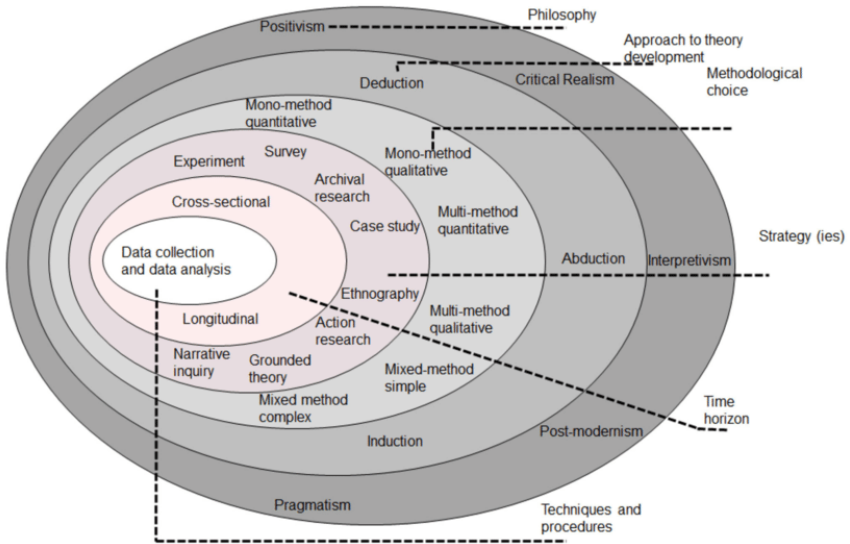 Philosophy
Positivism
Approach to theory
development
Methodological
choice
Deduction
Critical Realism
Mono-method
quantitative
Survey
Experiment
Mono-method
qualitative
Archival
research
Cross-sectional
Multi-method
quantitative
Case study
Strategy (ies)
Data collection
and data analysis
Abduction
Interpretivism
Ethnography
Multi-method
qualitative
Longitudinal
Action
research
Narrative
inquiry
Grounded
theory
Mixed-method
simple
Mixed method
complex
Time
horizon
Post-modernism
Induction
Pragmatism
Techniques and
procedures